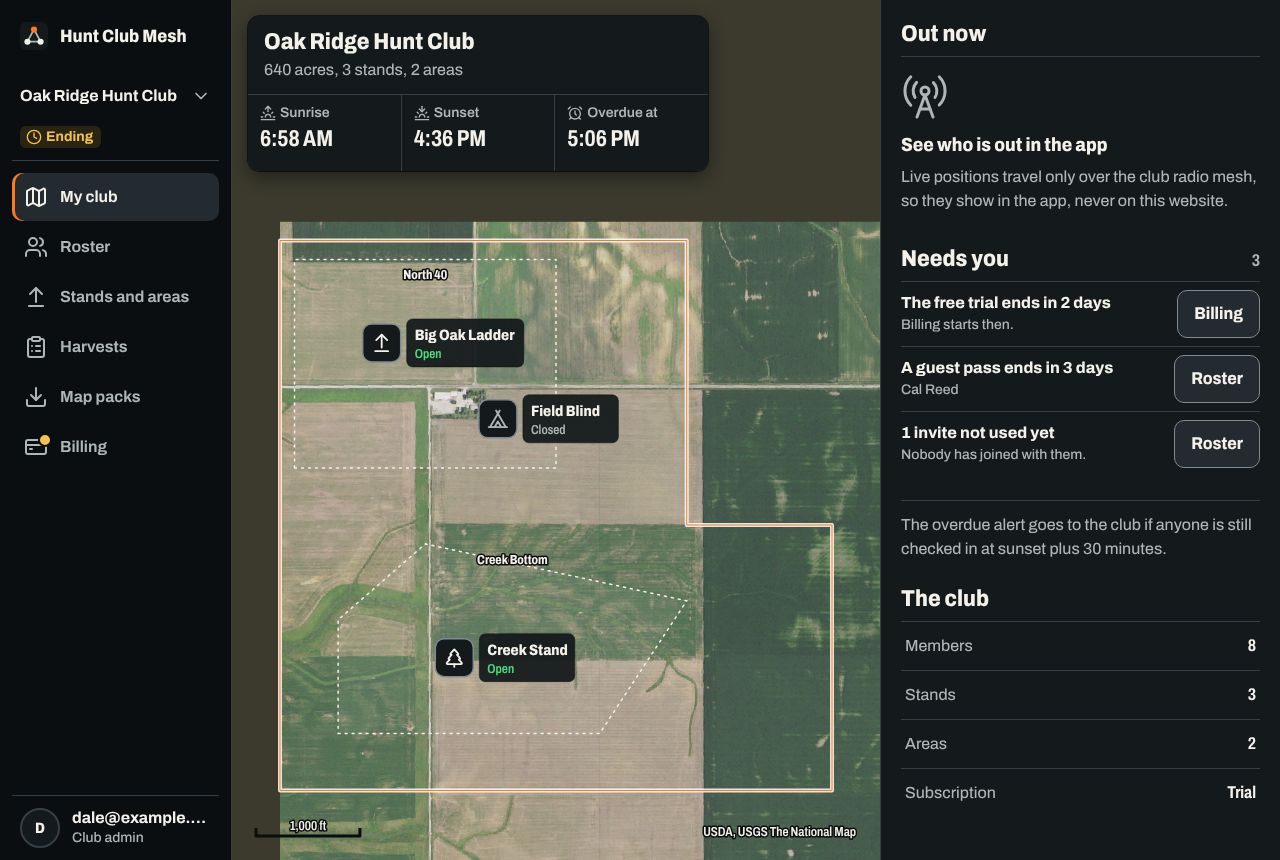 Hunt Club Mesh
Oak Ridge Hunt Club
Ending
My club
Roster
Stands and areas
Harvests
Map packs
Billing
D
dale@example....
Club admin
Oak Ridge Hunt Club
640 acres, 3 stands, 2 areas
Sunrise
6:58 AM
Sunset
4:36 PM
Overdue at
5:06 PM
North 40
Big Oak Ladder
Open
Field Blind
Closed
Creek Bottom
Creek Stand
Open
1,000 ft
USDA, USGS The National Map
Out now
See who is out in the app
Live positions travel only over the club radio mesh,
so they show in the app, never on this website.
Needs you 3
The free trial ends in 2 days
Billing starts then.
Billing
A guest pass ends in 3 days
Cal Reed
Roster
1 invite not used yet
Nobody has joined with them.
Roster
The overdue alert goes to the club if anyone is still
checked in at sunset plus 30 minutes.
The club
Members 8
Stands 3
Areas 2
Subscription Trial